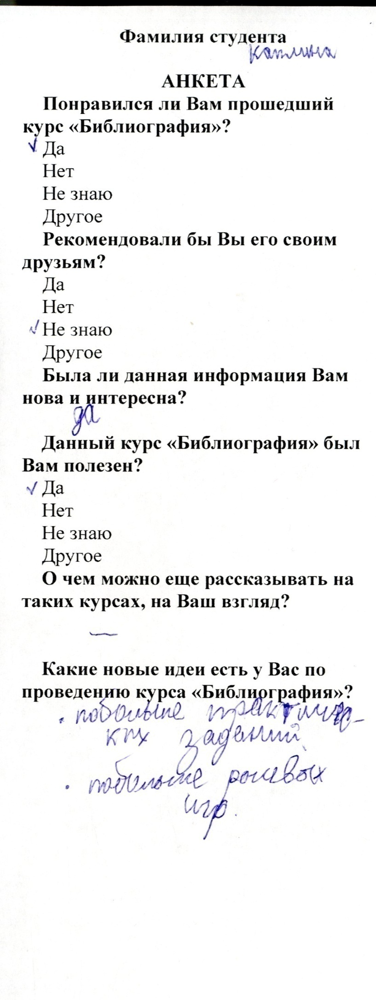 Фамилия студента
Каплина
АНКЕТА
Понравился ли Вам прошедший
курс «Библиография»?
✓ Да
Нет
Не знаю
Другое
Рекомендовали бы Вы его своим
друзьям?
Да
Нет
✓ Не знаю
Другое
Была ли данная информация Вам
нова и интересна?
да
Данный курс «Библиография» был
Вам полезен?
✓ Да
Нет
Не знаю
Другое
О чем можно еще рассказывать на
таких курсах, на Ваш взгляд?
—
Какие новые идеи есть у Вас по
проведению курса «Библиография»?
• побольше практичес-
ких заданий
• побольше ролевых
игр.